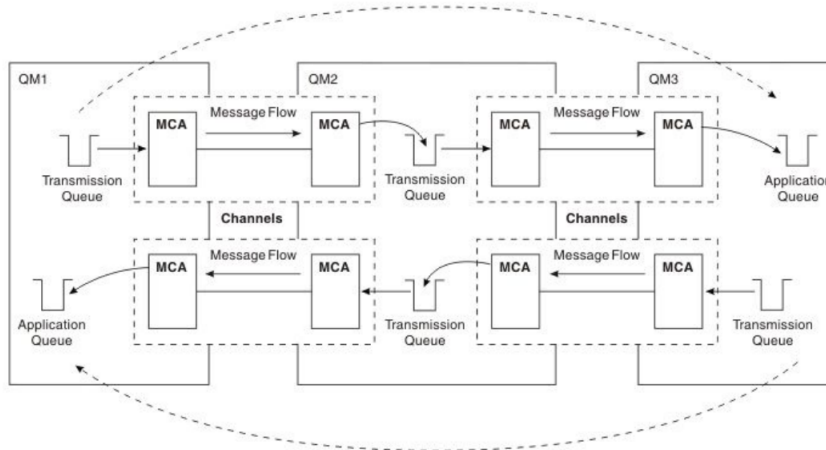 QM1
QM2
QM3
MCA
Message Flow
MCA
MCA
Message Flow
MCA
Transmission
Queue
Transmission
Queue
Application
Queue
Channels
Channels
MCA
Message Flow
MCA
MCA
Message Flow
MCA
Application
Queue
Transmission
Queue
Transmission
Queue